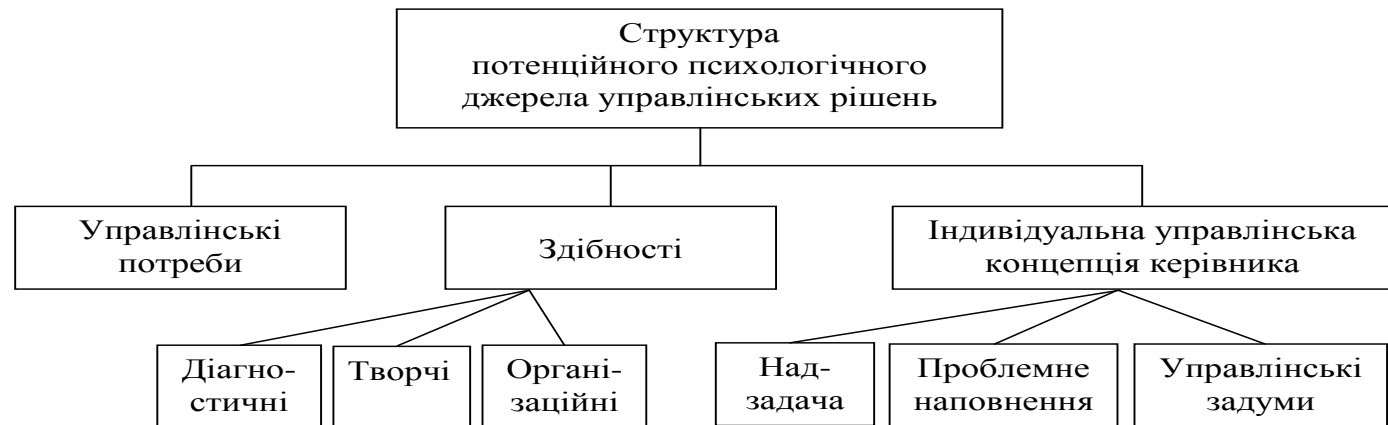 Структура
потенційного психологічного
джерела управлінських рішень
Управлінські
потреби
Здібності
Індивідуальна управлінська
концепція керівника
Діагно-
стичні
Творчі
Органі-
заційні
Над-
задача
Проблемне
наповнення
Управлінські
задуми